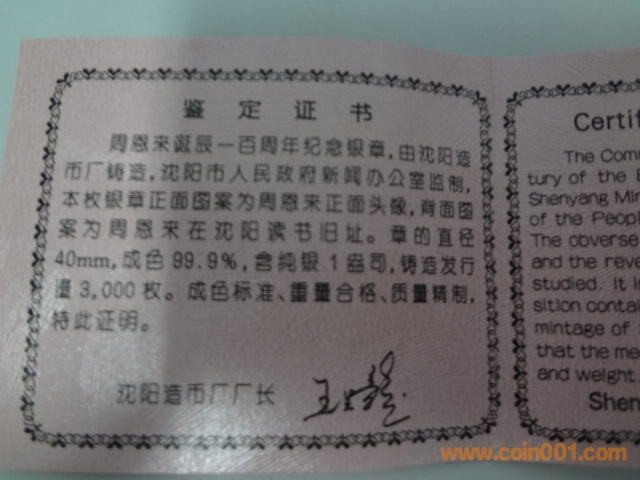 鉴定证书
周恩来诞辰一百周年纪念银章,由沈阳造
币厂铸造,沈阳市人民政府新闻办公室监制,
本枚银章正面图案为周恩来正面头像,背面图
案为周恩来在沈阳读书旧址。章的直径
40mm,成色99.9%,含纯银1盎司,铸造发行
量3,000枚。成色标准、重量合格、质量精制,
特此证明。
沈阳造币厂厂长
Certif
The Comm
tury of the
Shenyang Min
of the Peop
The obverse
and the reve
studied. It i
sition contai
mintage of
that the me
and weight
Shen
www.coin001.com